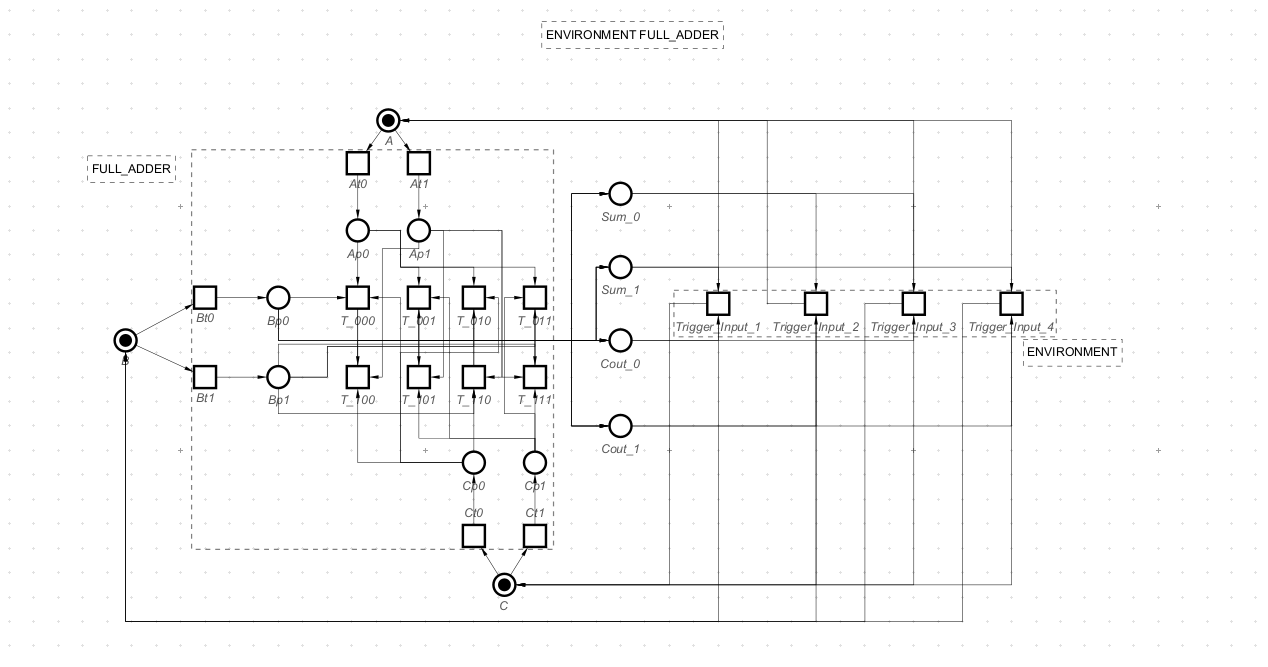 ENVIRONMENT FULL_ADDER
A
FULL_ADDER
At0 At1
Sum_0
Ap0 Ap1
Sum_1
Bt0 Bp0 T_000 T_001 T_010 T_011
Trigger_Input_1 Trigger_Input_2 Trigger_Input_3 Trigger_Input_4
B
Cout_0
ENVIRONMENT
Bt1 Bp1 T_100 T_101 T_110 T_111
Cout_1
Cp0 Cp1
Ct0 Ct1
C